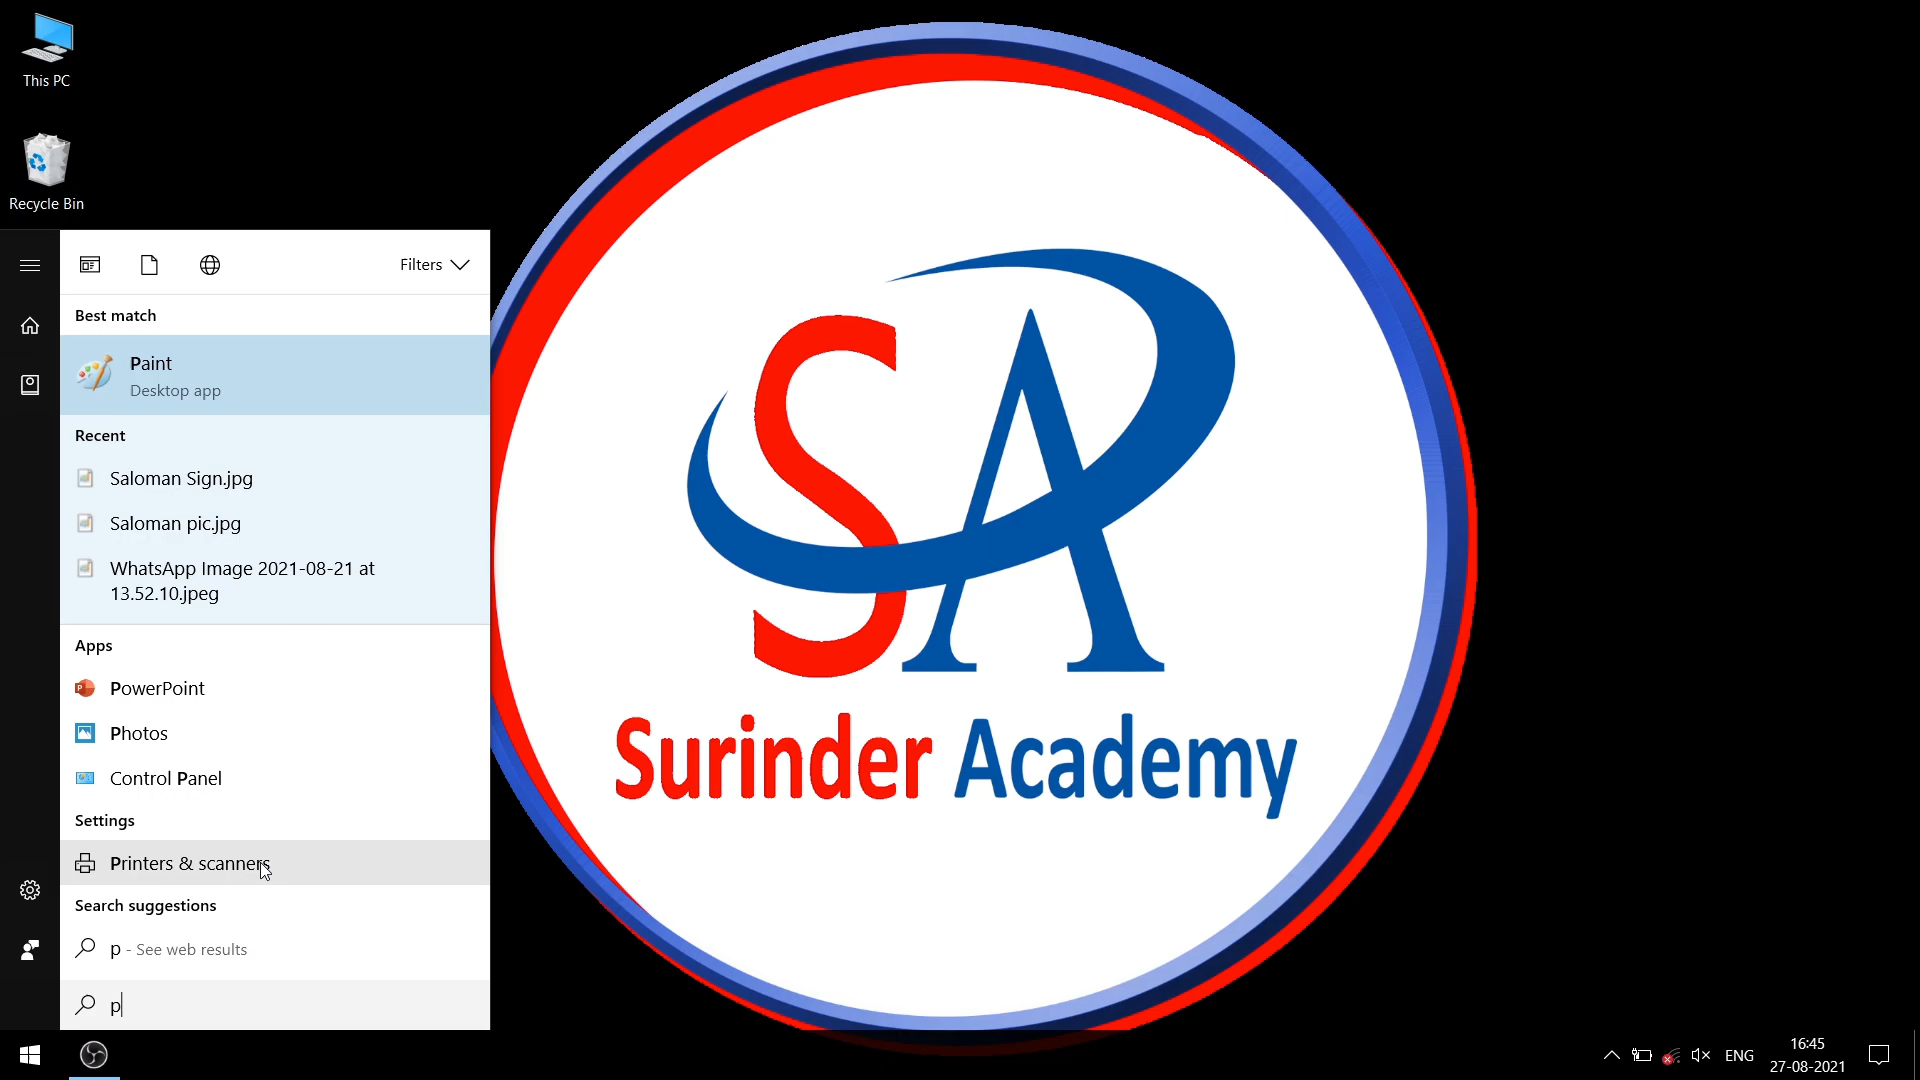 This PC
Recycle Bin
Filters
Best match
Paint
Desktop app
Recent
Saloman Sign.jpg
Saloman pic.jpg
WhatsApp Image 2021-08-21 at
13.52.10.jpeg
Apps
PowerPoint
Photos
Control Panel
Settings
Printers & scanners
Search suggestions
p - See web results
p
SA
Surinder Academy
ENG
16:45
27-08-2021